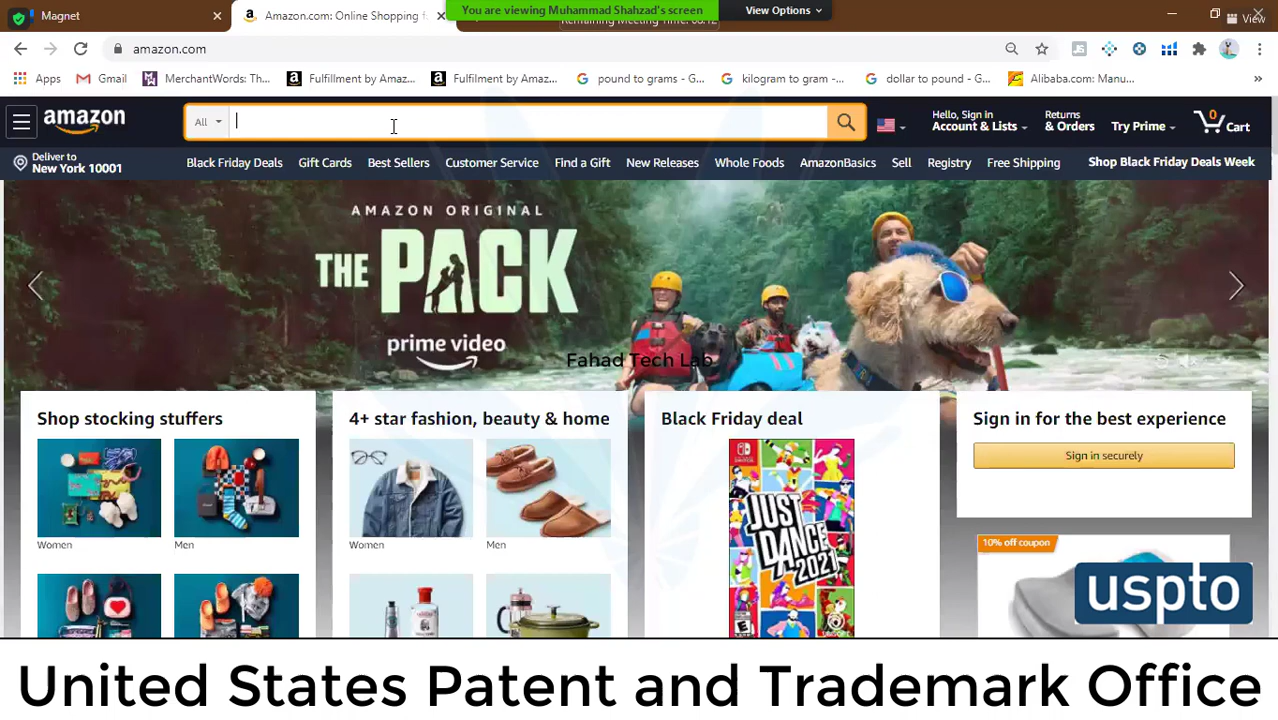 Magnet
Amazon.com: Online Shopping f
You are viewing Muhammad Shahzad's screen
View Options
View
amazon.com
Apps
Gmail
MerchantWords: Th...
Fulfillment by Amaz...
Fulfilment by Amaz...
pound to grams - G...
kilogram to gram -...
dollar to pound - G...
Alibaba.com: Manu...
»
amazon
All
Hello, Sign in
Account & Lists
Returns
& Orders
Try Prime
0
Cart
Deliver to
New York 10001
Black Friday Deals
Gift Cards
Best Sellers
Customer Service
Find a Gift
New Releases
Whole Foods
AmazonBasics
Sell
Registry
Free Shipping
Shop Black Friday Deals Week
AMAZON ORIGINAL
THE PACK
prime video
Fahad Tech Lab
Shop stocking stuffers
Women
Men
4+ star fashion, beauty & home
Women
Men
Black Friday deal
JUST
DANCE
2021
Sign in for the best experience
Sign in securely
10% off coupon
uspto
United States Patent and Trademark Office